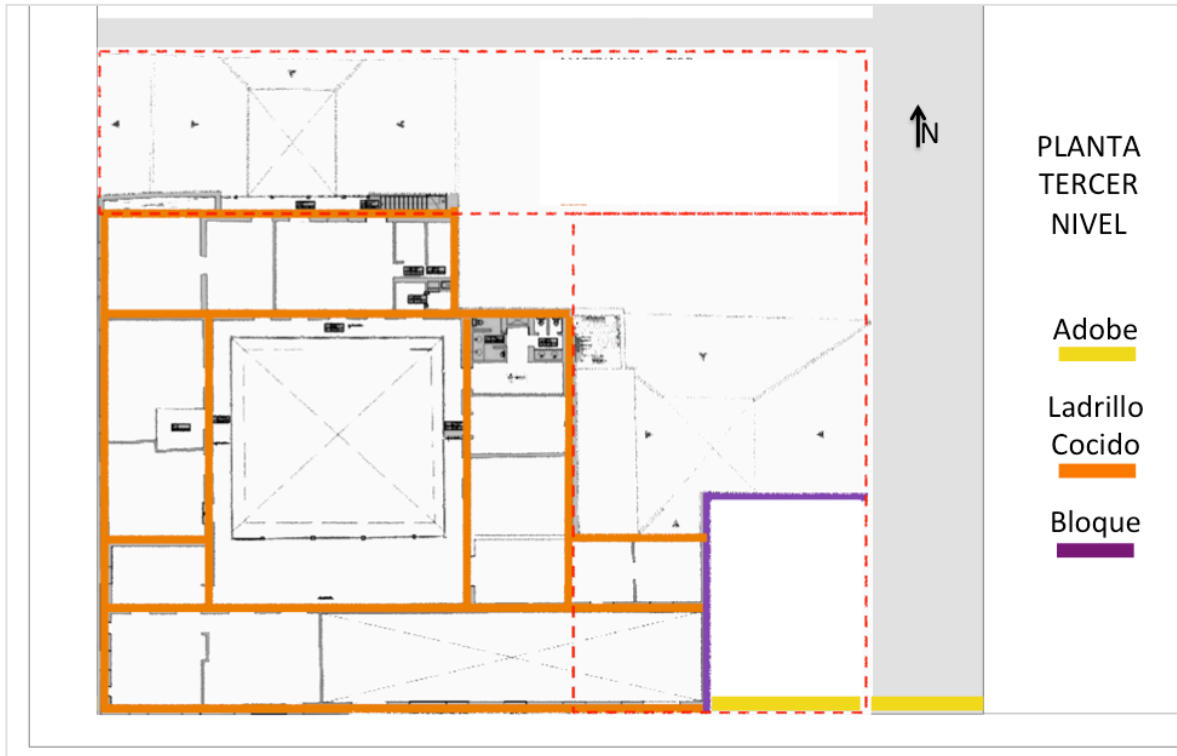 N
PLANTA
TERCER
NIVEL
Adobe
Ladrillo
Cocido
Bloque